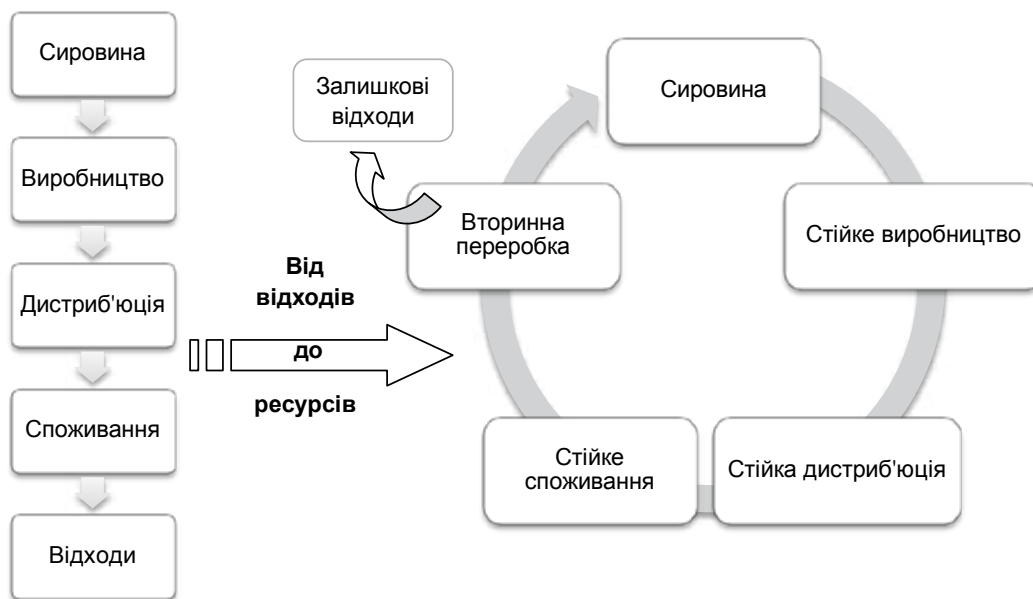 Сировина
Виробництво
Дистриб'юція
Споживання
Відходи
Від
відходів
до
ресурсів
Залишкові
відходи
Сировина
Стійке виробництво
Стійка дистриб'юція
Стійке
споживання
Вторинна
переробка